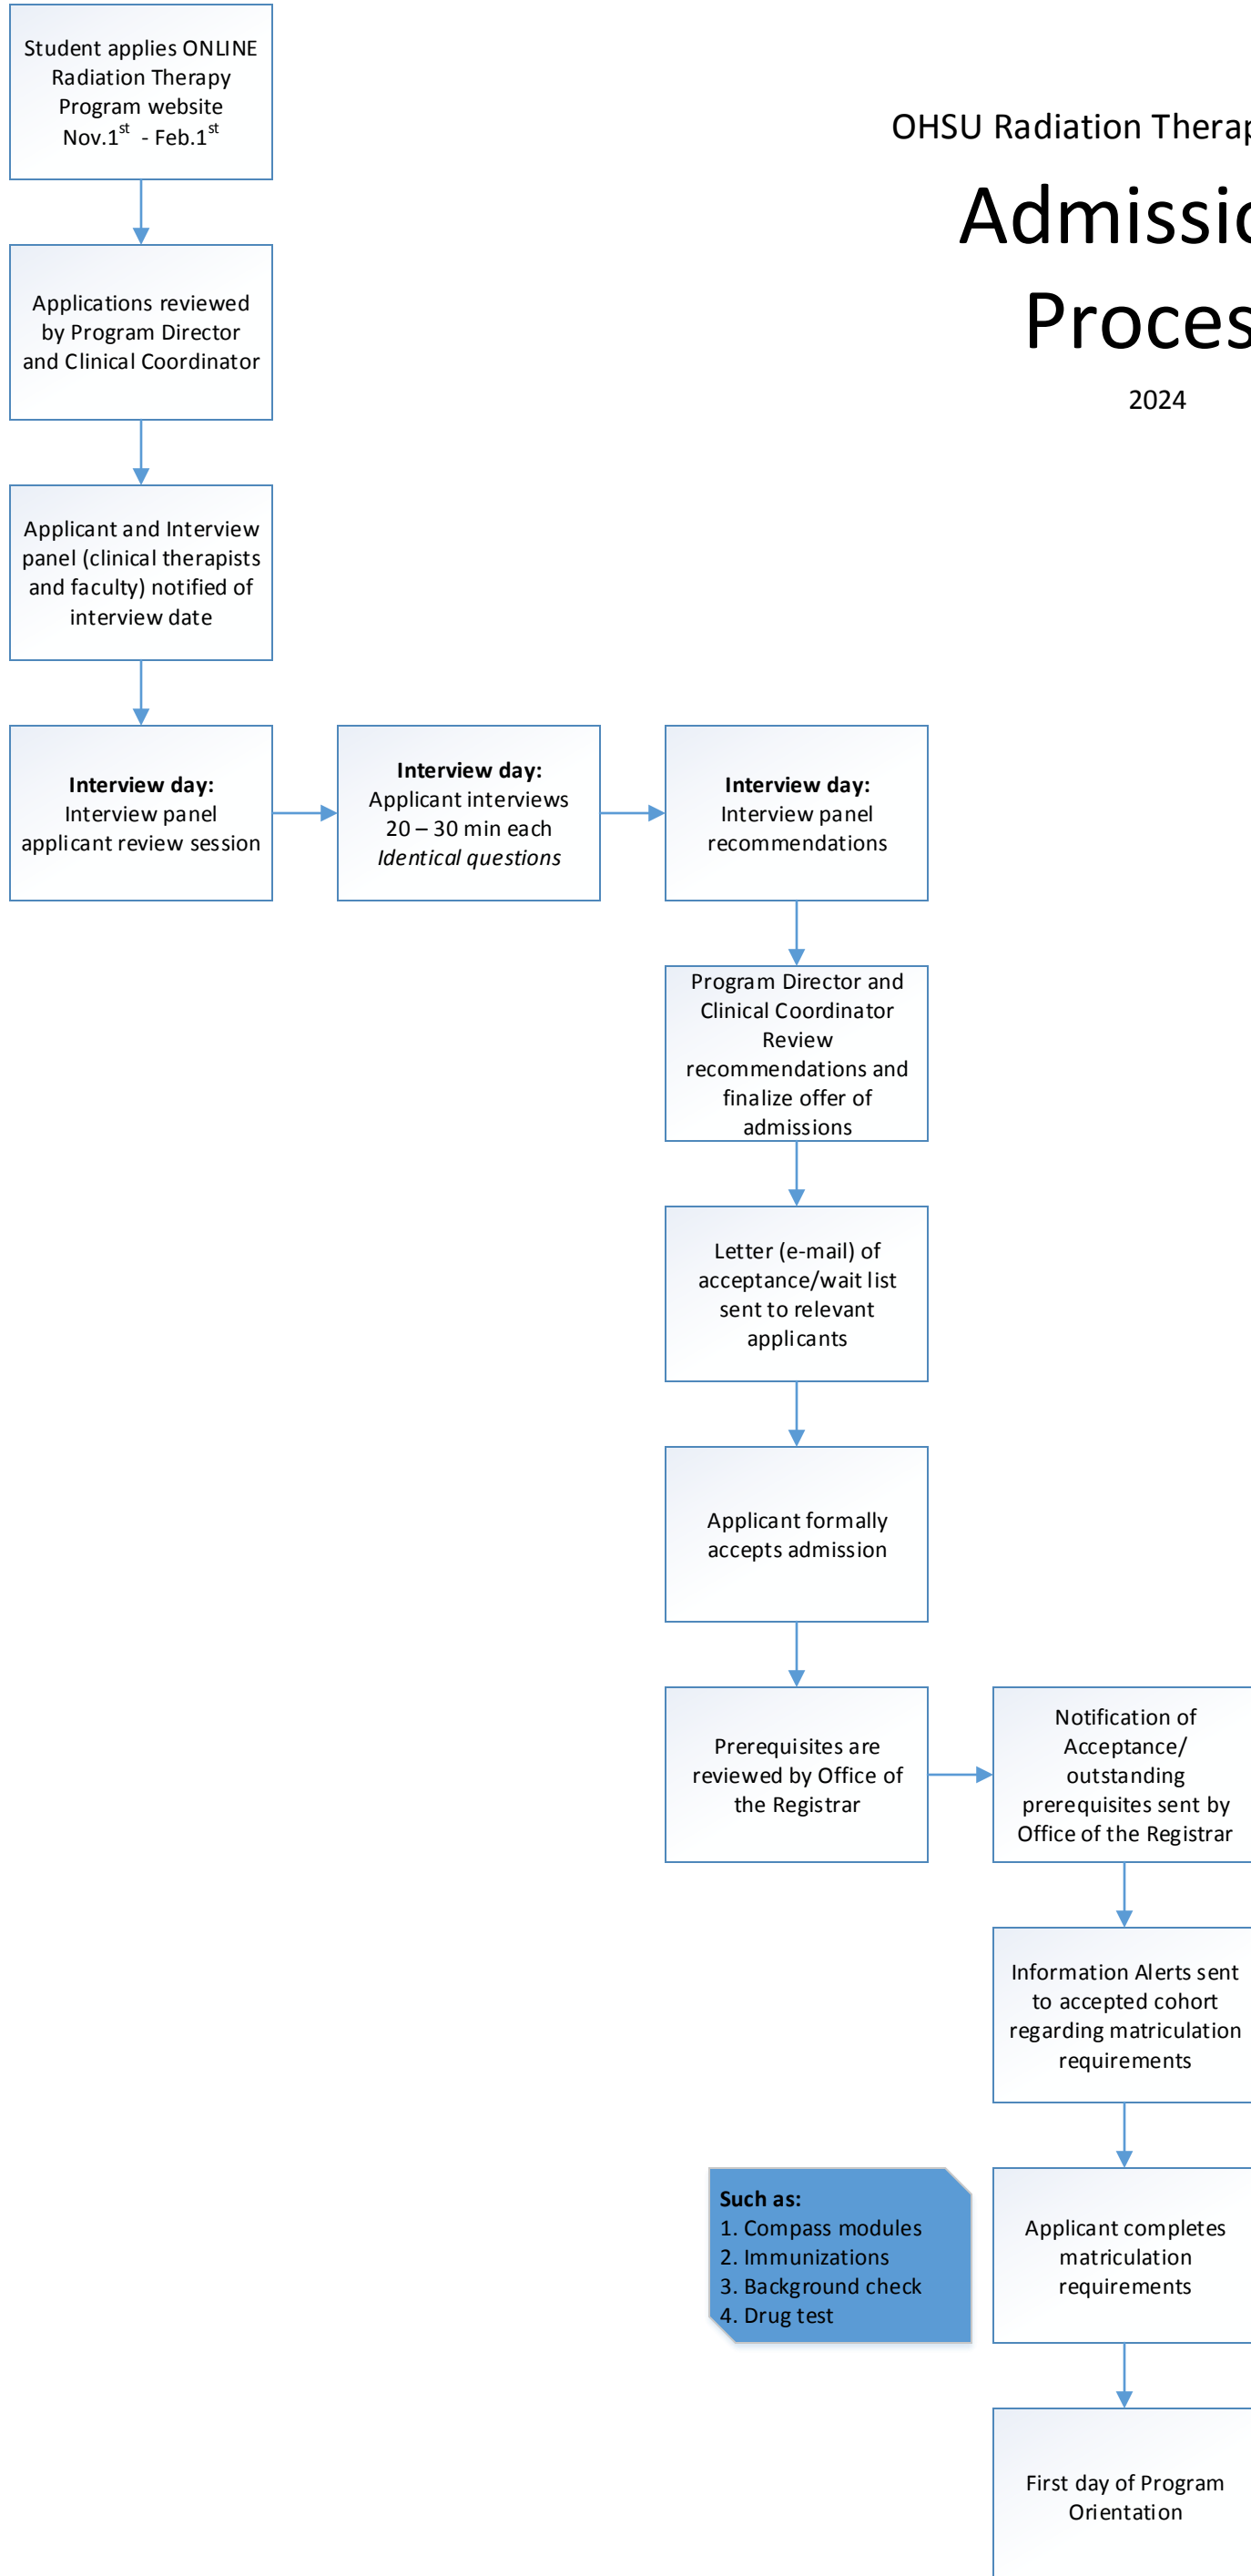 Student applies ONLINE
Radiation Therapy
Program website
Nov.1st - Feb.1st
OHSU Radiation Therap
Admissio
Proces
2024
Applications reviewed
by Program Director
and Clinical Coordinator
Applicant and Interview
panel (clinical therapists
and faculty) notified of
interview date
Interview day:
Interview panel
applicant review session
Interview day:
Applicant interviews
20 – 30 min each
Identical questions
Interview day:
Interview panel
recommendations
Program Director and
Clinical Coordinator
Review
recommendations and
finalize offer of
admissions
Letter (e-mail) of
acceptance/wait list
sent to relevant
applicants
Applicant formally
accepts admission
Prerequisites are
reviewed by Office of
the Registrar
Notification of
Acceptance/
outstanding
prerequisites sent by
Office of the Registrar
Information Alerts sent
to accepted cohort
regarding matriculation
requirements
Such as:
1. Compass modules
2. Immunizations
3. Background check
4. Drug test
Applicant completes
matriculation
requirements
First day of Program
Orientation